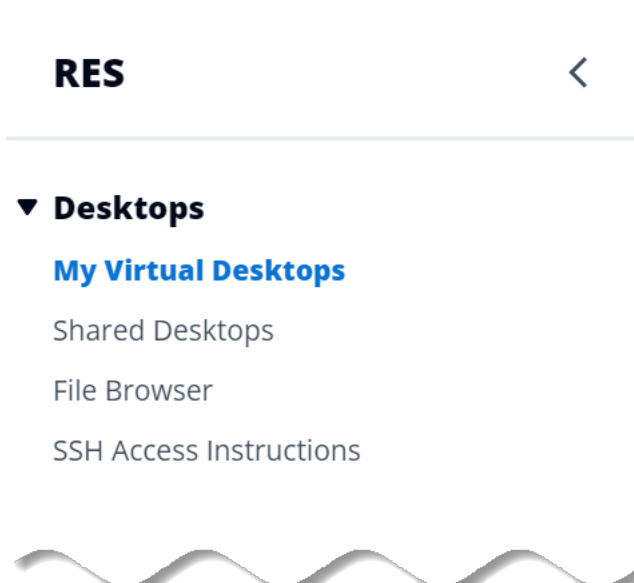 RES
Desktops
My Virtual Desktops
Shared Desktops
File Browser
SSH Access Instructions